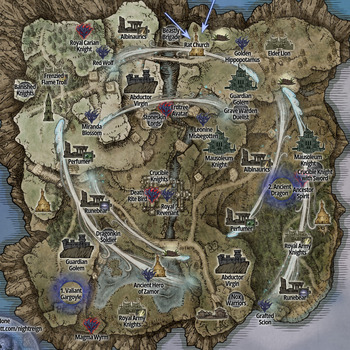 Royal Carian
Knight
Albinaurics
Beastly
Brigade
Rat Church
Golden
Hippopotamus
Elder Lion
Red Wolf
Frenzied
Flame Troll
Banished
Knights
Abductor
Virgin
Guardian
Golem
Erdtree
Avatar
Stoneskin
Lords
Grave Warden
Duelist
Miranda
Blossom
Leonine
Misbegotten
Perfumer
Mausoleum
Knight
Mausoleum
Knight
Albinaurics
Crucible Knight
with Sword
Crucible
Knights
Death
Rite Bird
Royal
Revenant
2. Ancient
Dragon
Ancestor
Spirit
Runebear
Perfumer
Dragonkin
Soldier
Royal Army
Knights
Guardian
Golem
Abductor
Virgin
1. Valiant
Gargoyle
Ancient Hero
of Zamor
Nox
Warriors
Runebear
Royal Army
Knights
Grafted
Scion
Magma Wyrm
tt.com/nightreign